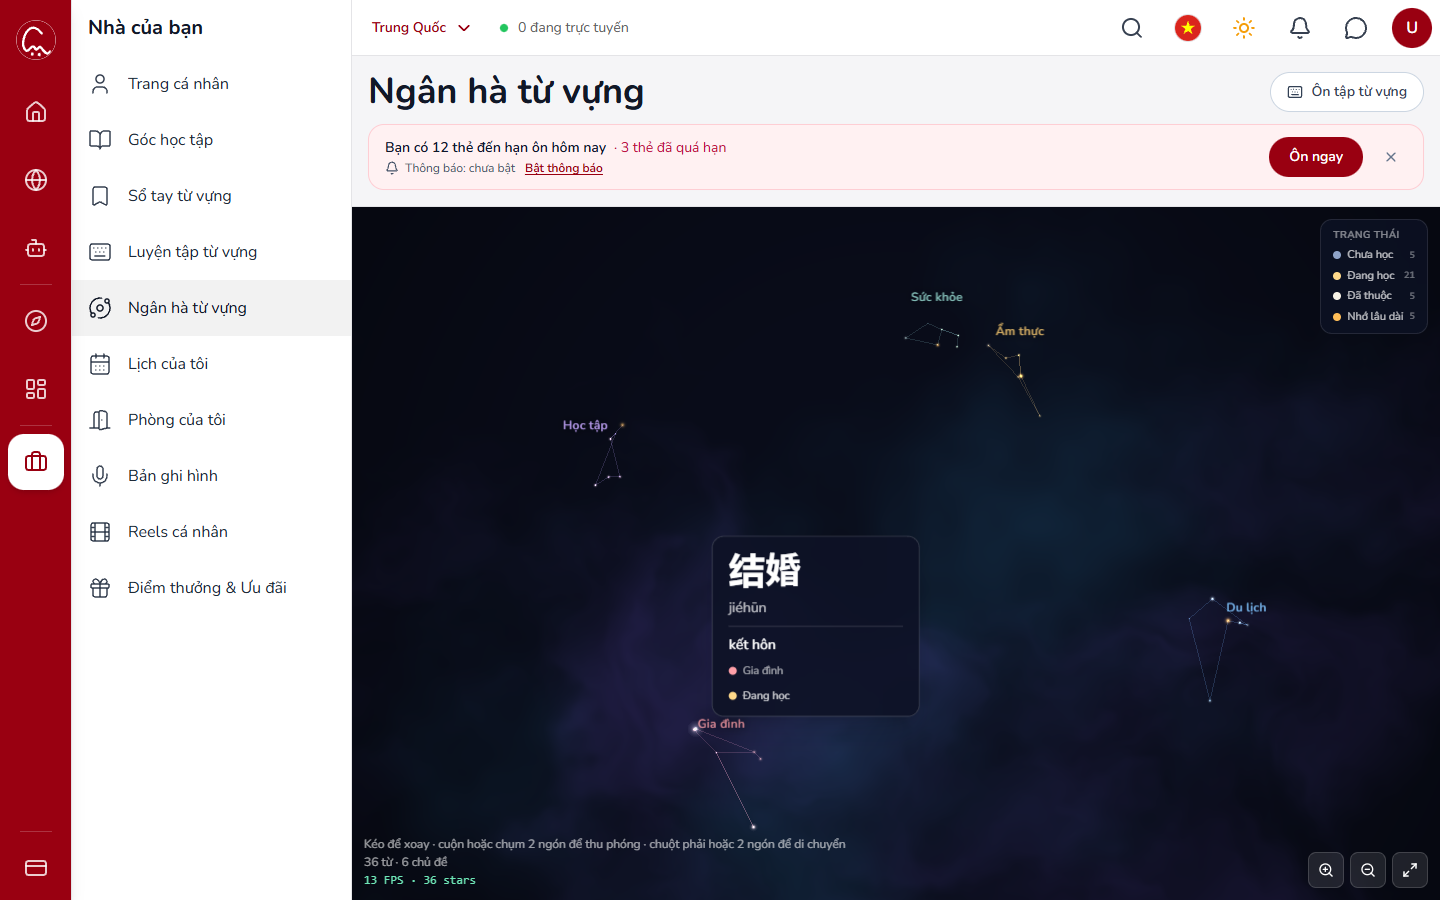 Nhà của bạn
Trang cá nhân
Góc học tập
Sổ tay từ vựng
Luyện tập từ vựng
Ngân hà từ vựng
Lịch của tôi
Phòng của tôi
Bản ghi hình
Reels cá nhân
Điểm thưởng & Ưu đãi
Trung Quốc
0 đang trực tuyến
U
Ngân hà từ vựng
Ôn tập từ vựng
Bạn có 12 thẻ đến hạn ôn hôm nay · 3 thẻ đã quá hạn
Thông báo: chưa bật Bật thông báo
Ôn ngay
TRẠNG THÁI
Chưa học 5
Đang học 21
Đã thuộc 5
Nhớ lâu dài 5
Sức khỏe
Ẩm thực
Học tập
结婚
jiéhūn
kết hôn
Gia đình
Đang học
Du lịch
Gia đình
Kéo để xoay · cuộn hoặc chụm 2 ngón để thu phóng · chuột phải hoặc 2 ngón để di chuyển
36 từ · 6 chủ đề
13 FPS · 36 stars